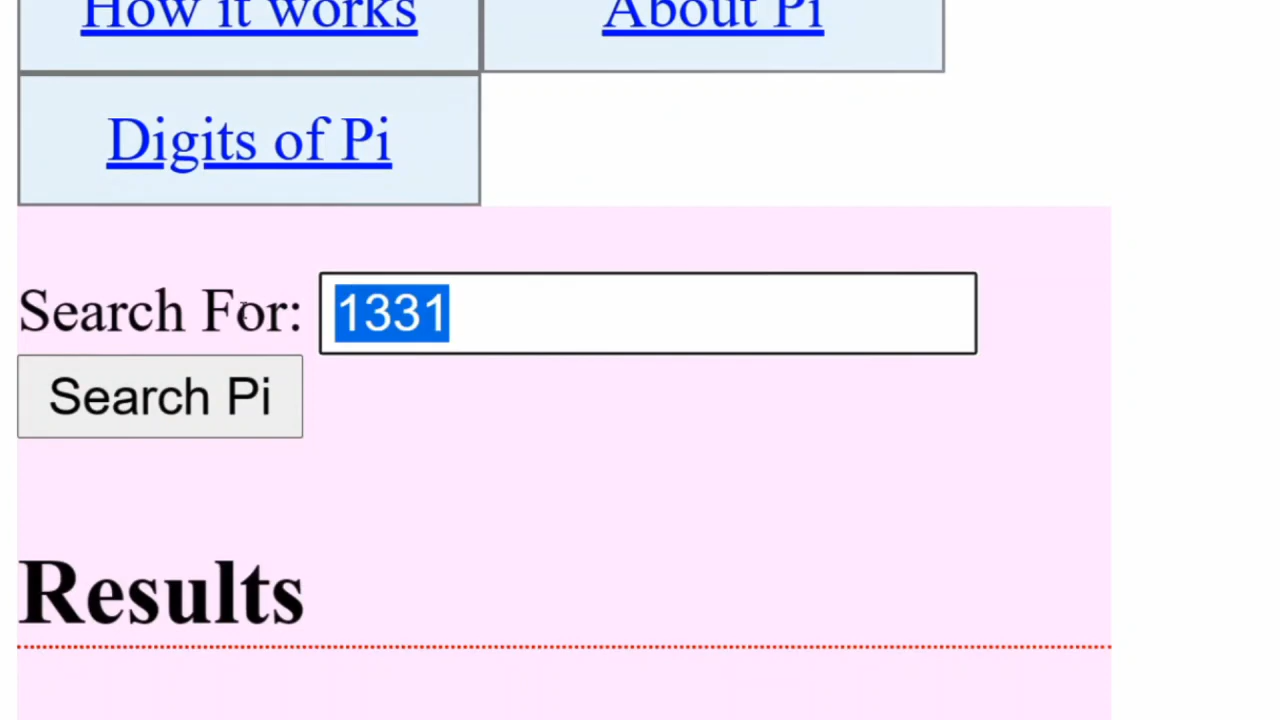 How it works About Pi
Digits of Pi
Search For: 1331
Search Pi
Results